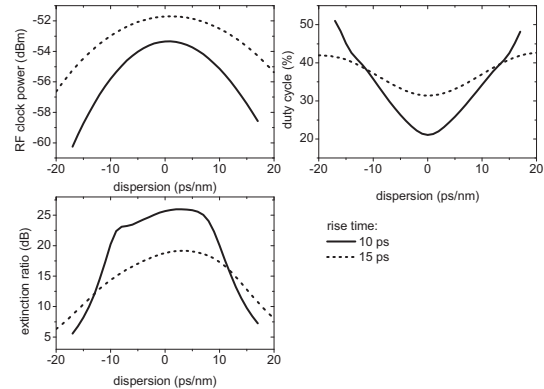 -52
-54
-56
-58
-60
RF clock power (dBm)
-20 -10 0 10 20
dispersion (ps/nm)
50
40
30
20
duty cycle (%)
-20 -10 0 10 20
dispersion (ps/nm)
25
20
15
10
5
extinction ratio (dB)
-20 -10 0 10 20
dispersion (ps/nm)
rise time:
10 ps
15 ps